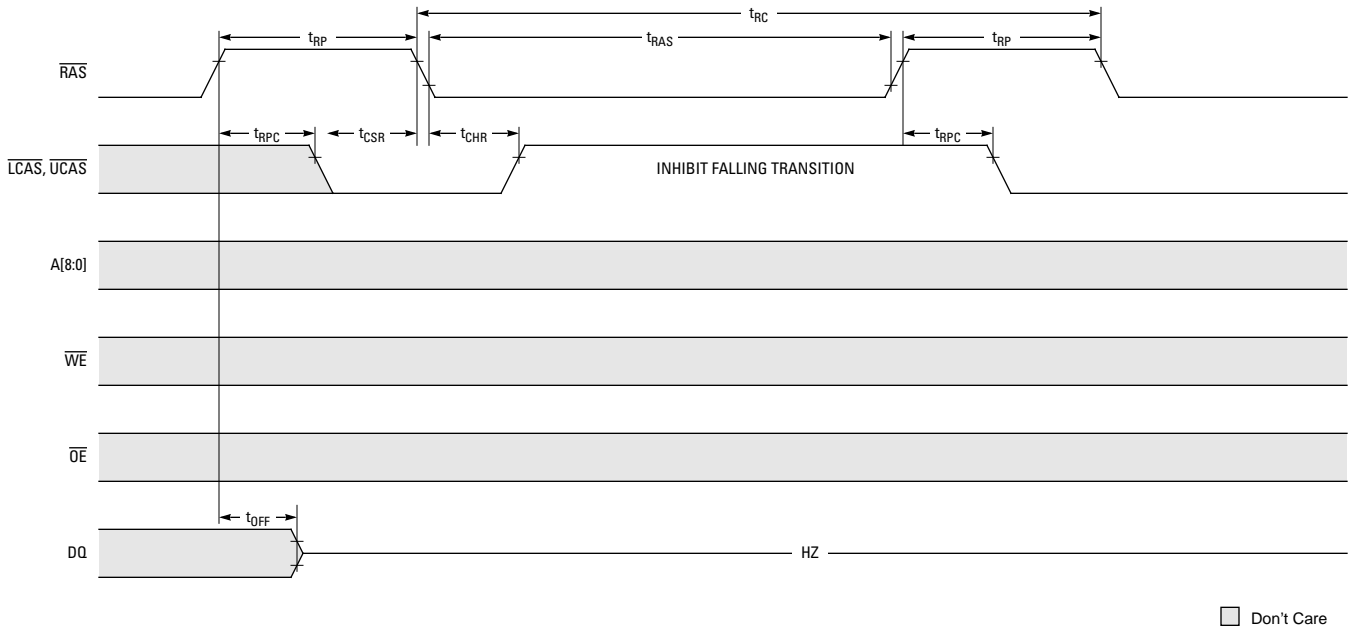 tRC
tRP tRAS tRP
RAS
tRPC tCSR tCHR tRPC
LCAS, UCAS INHIBIT FALLING TRANSITION
A[8:0]
WE
OE
tOFF
DQ HZ
Don't Care